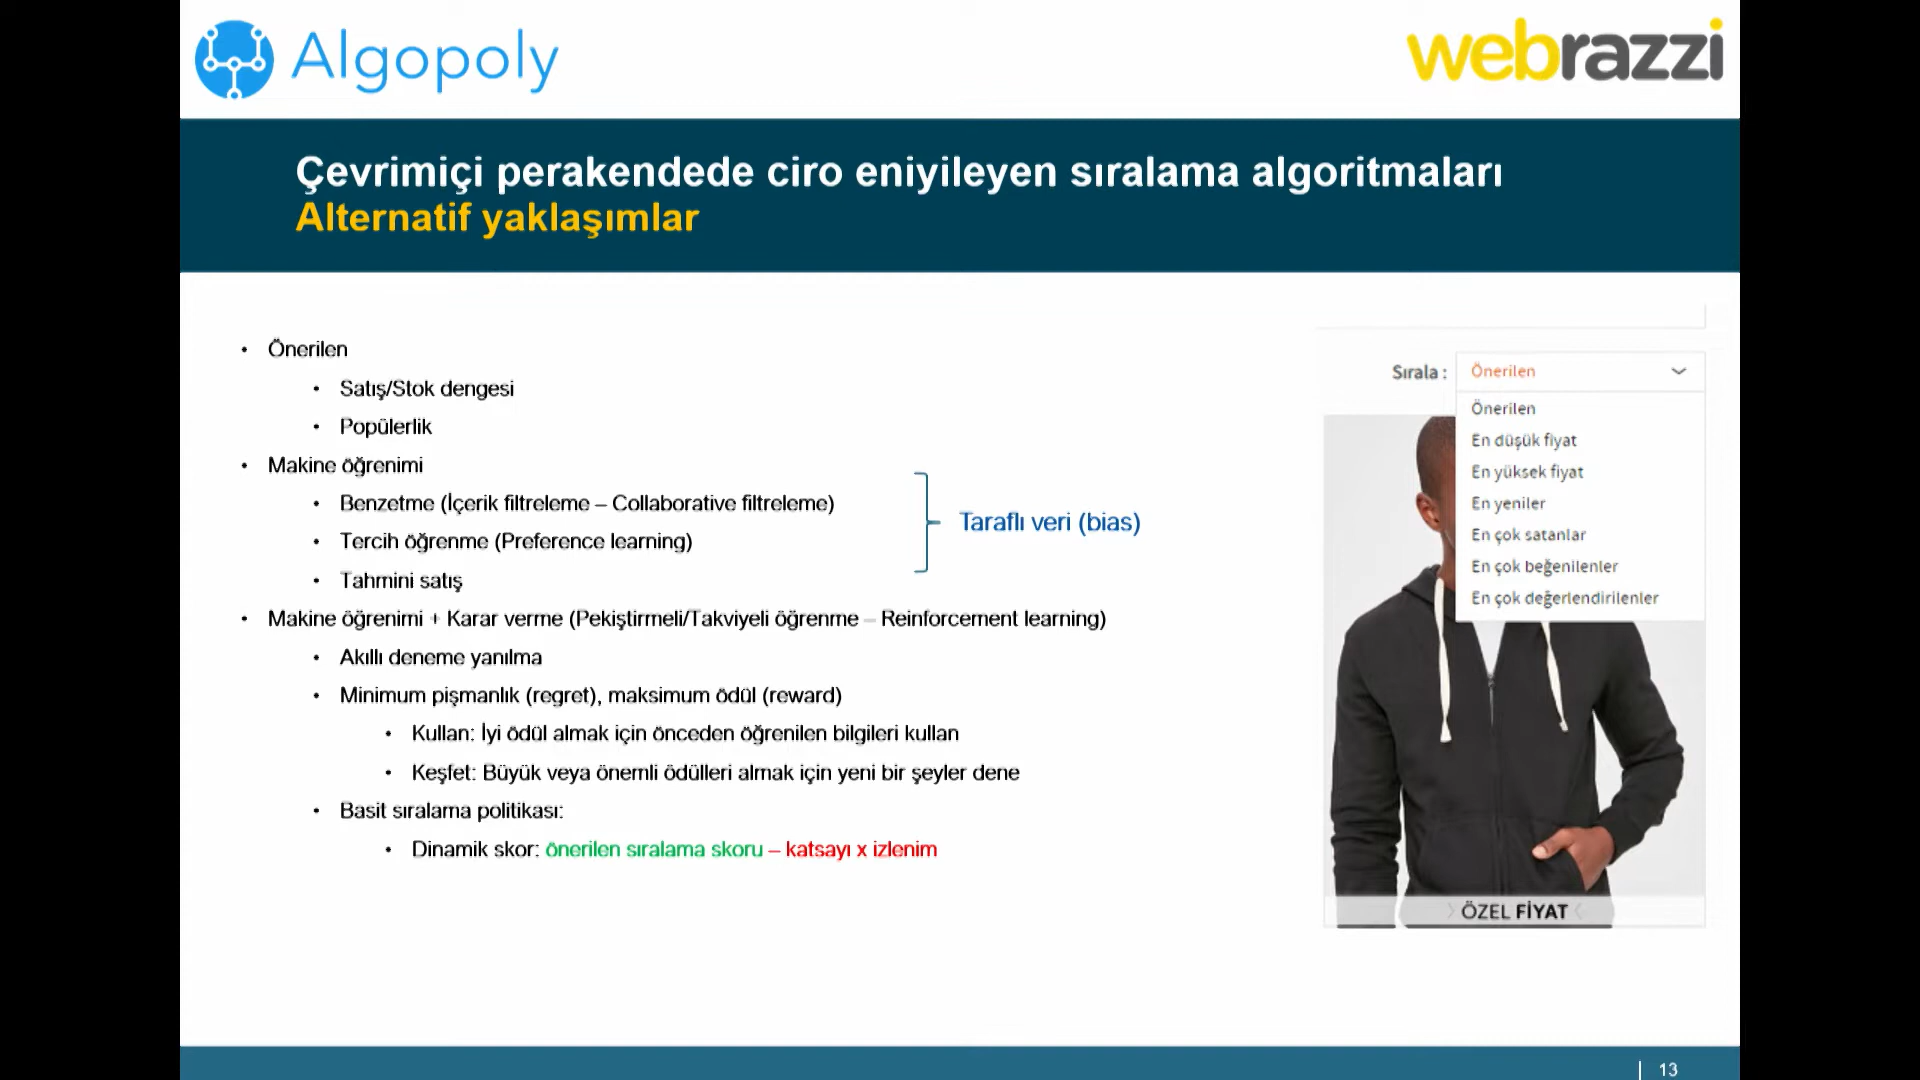 Algopoly
webrazzi
Çevrimiçi perakendede ciro eniyileyen sıralama algoritmaları
Alternatif yaklaşımlar
• Önerilen
• Satış/Stok dengesi
• Popülerlik
• Makine öğrenimi
• Benzetme (İçerik filtreleme – Collaborative filtreleme)
• Tercih öğrenme (Preference learning)
• Tahmini satış
Taraflı veri (bias)
• Makine öğrenimi + Karar verme (Pekiştirmeli/Takviyeli öğrenme – Reinforcement learning)
• Akıllı deneme yanılma
• Minimum pişmanlık (regret), maksimum ödül (reward)
• Kullan: İyi ödül almak için önceden öğrenilen bilgileri kullan
• Keşfet: Büyük veya önemli ödülleri almak için yeni bir şeyler dene
• Basit sıralama politikası:
• Dinamik skor: önerilen sıralama skoru – katsayı x izlenim
Sırala : Önerilen
Önerilen
En düşük fiyat
En yüksek fiyat
En yeniler
En çok satanlar
En çok beğenilenler
En çok değerlendirilenler
ÖZEL FİYAT
13